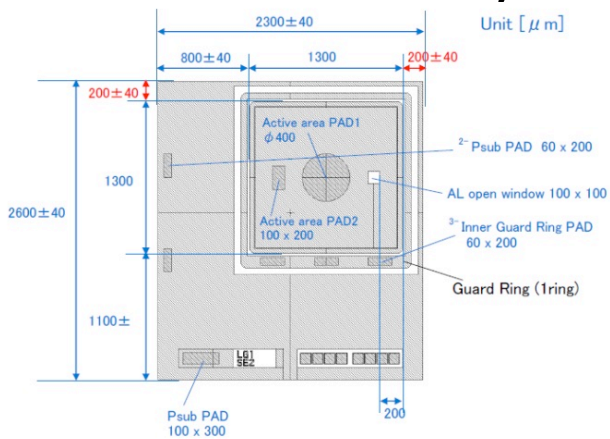 2300±40
Unit [μm]
800±40
1300
200±40
200±40
Active area PAD1
φ400
2-Psub PAD 60 x 200
1300
2600±40
AL open window 100 x 100
Active area PAD2
100 x 200
3-Inner Guard Ring PAD
60 x 200
Guard Ring (1ring)
1100±
LG1
SE2
200
Psub PAD
100 x 300